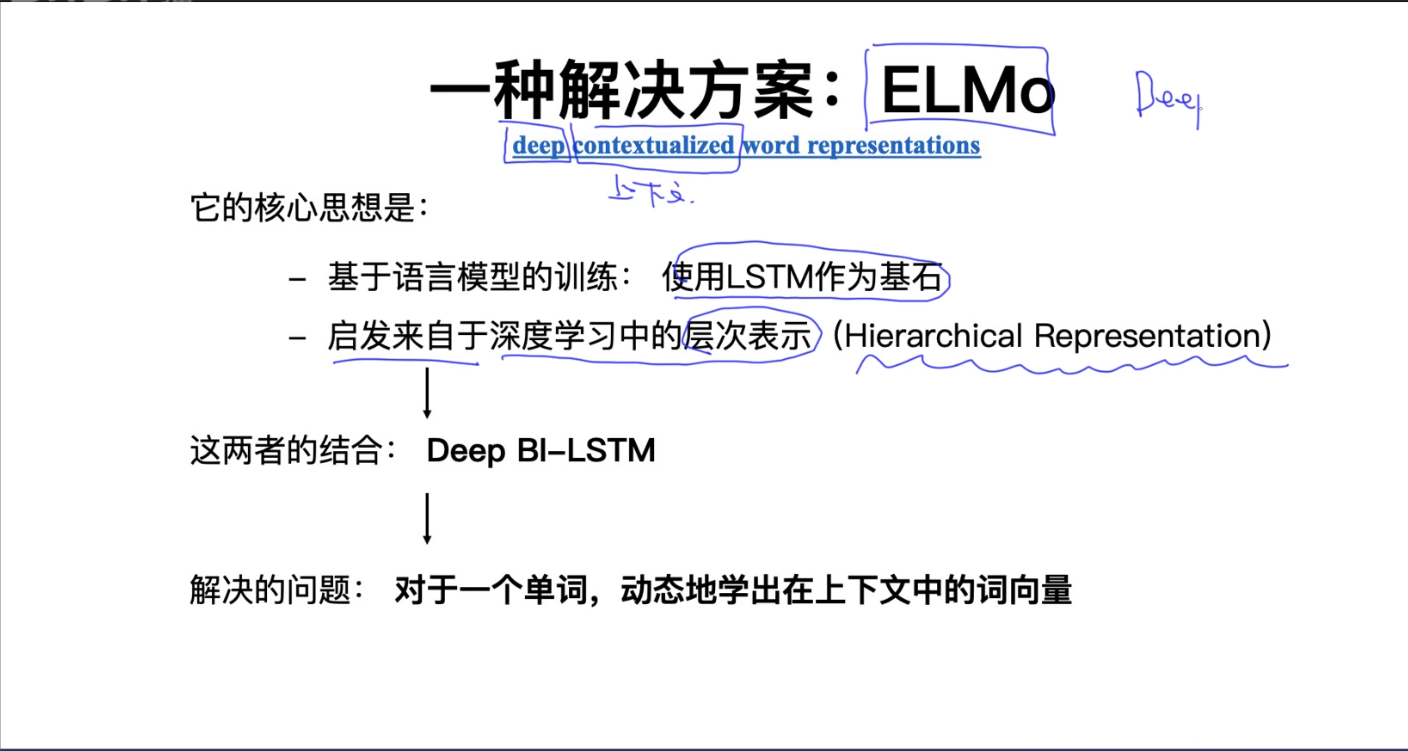 一种解决方案：ELMo
Deep
deep contextualized word representations
上下文.
它的核心思想是：
– 基于语言模型的训练： 使用LSTM作为基石
– 启发来自于深度学习中的层次表示（Hierarchical Representation）
这两者的结合： Deep BI–LSTM
解决的问题： 对于一个单词，动态地学出在上下文中的词向量